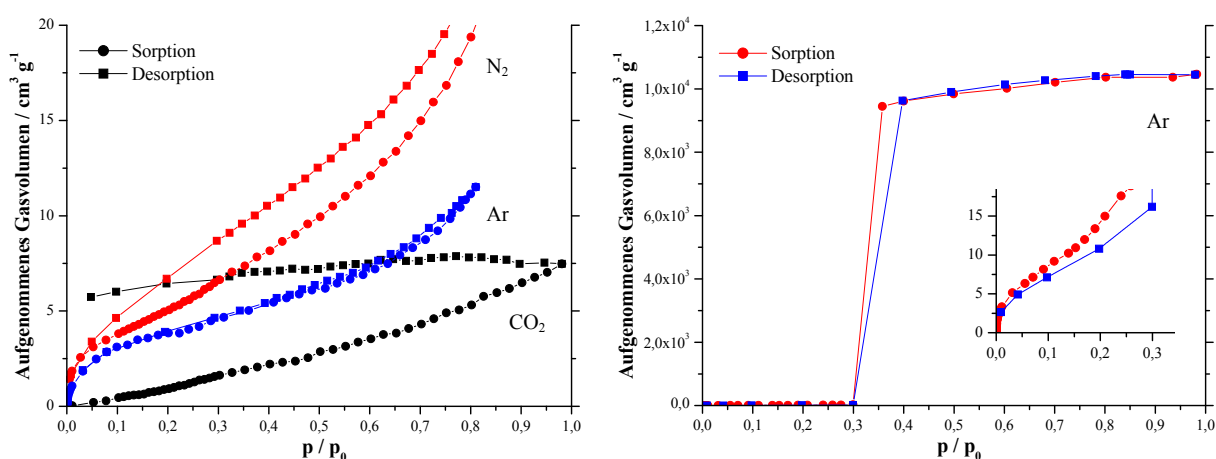 Aufgenommenes Gasvolumen / cm³ g⁻¹
20
15
10
5
0
0,0 0,1 0,2 0,3 0,4 0,5 0,6 0,7 0,8 0,9 1,0
p / p₀
Sorption
Desorption
N₂
Ar
CO₂
Aufgenommenes Gasvolumen / cm³ g⁻¹
1,2x10⁴
1,0x10⁴
8,0x10³
6,0x10³
4,0x10³
2,0x10³
0,0
0,0 0,1 0,2 0,3 0,4 0,5 0,6 0,7 0,8 0,9 1,0
p / p₀
Sorption
Desorption
Ar
15
10
5
0
0,0 0,1 0,2 0,3